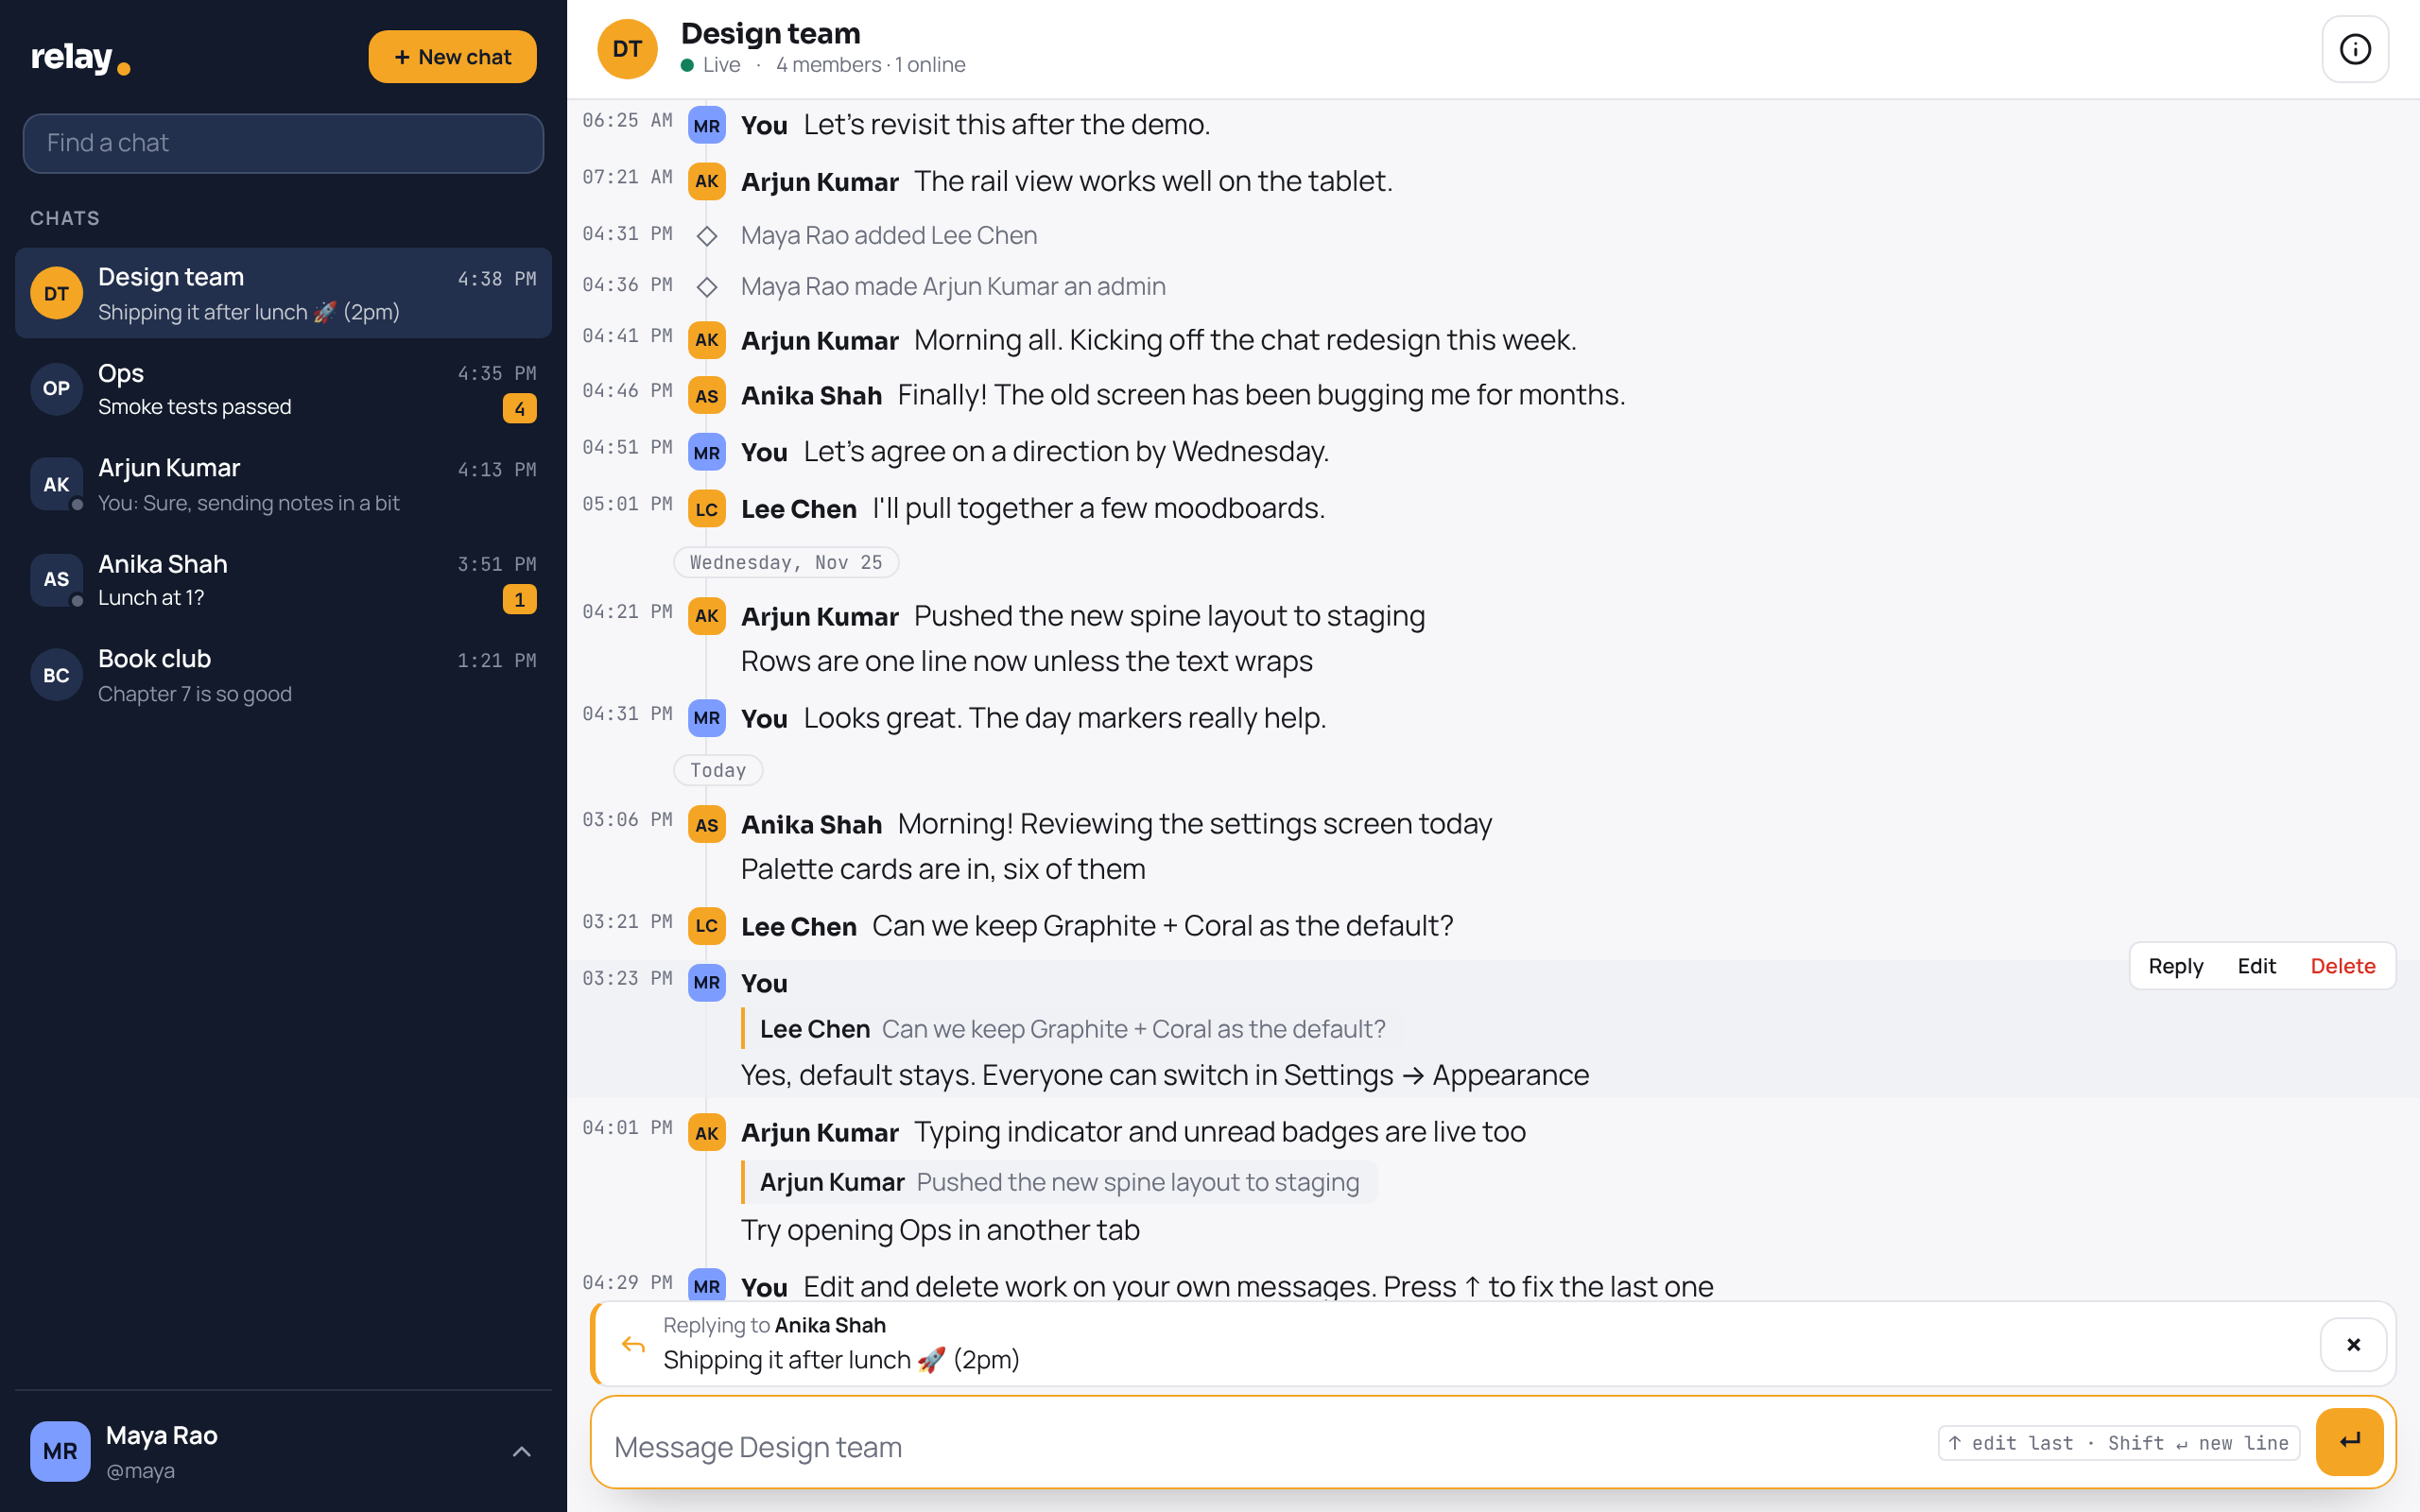 relay.
+ New chat
Find a chat
CHATS
DT
Design team
4:38 PM
Shipping it after lunch 🚀 (2pm)
OP
Ops
4:35 PM
Smoke tests passed
4
AK
Arjun Kumar
4:13 PM
You: Sure, sending notes in a bit
AS
Anika Shah
3:51 PM
Lunch at 1?
1
BC
Book club
1:21 PM
Chapter 7 is so good
MR
Maya Rao
@maya
DT
Design team
Live · 4 members · 1 online
06:25 AM MR You Let's revisit this after the demo.
07:21 AM AK Arjun Kumar The rail view works well on the tablet.
04:31 PM ◇ Maya Rao added Lee Chen
04:36 PM ◇ Maya Rao made Arjun Kumar an admin
04:41 PM AK Arjun Kumar Morning all. Kicking off the chat redesign this week.
04:46 PM AS Anika Shah Finally! The old screen has been bugging me for months.
04:51 PM MR You Let's agree on a direction by Wednesday.
05:01 PM LC Lee Chen I'll pull together a few moodboards.
Wednesday, Nov 25
04:21 PM AK Arjun Kumar Pushed the new spine layout to staging
Rows are one line now unless the text wraps
04:31 PM MR You Looks great. The day markers really help.
Today
03:06 PM AS Anika Shah Morning! Reviewing the settings screen today
Palette cards are in, six of them
03:21 PM LC Lee Chen Can we keep Graphite + Coral as the default?
Reply Edit Delete
03:23 PM MR You
Lee Chen Can we keep Graphite + Coral as the default?
Yes, default stays. Everyone can switch in Settings → Appearance
04:01 PM AK Arjun Kumar Typing indicator and unread badges are live too
Arjun Kumar Pushed the new spine layout to staging
Try opening Ops in another tab
04:29 PM MR You Edit and delete work on your own messages. Press ↑ to fix the last one
Replying to Anika Shah
Shipping it after lunch 🚀 (2pm)
Message Design team
↑ edit last · Shift ↵ new line